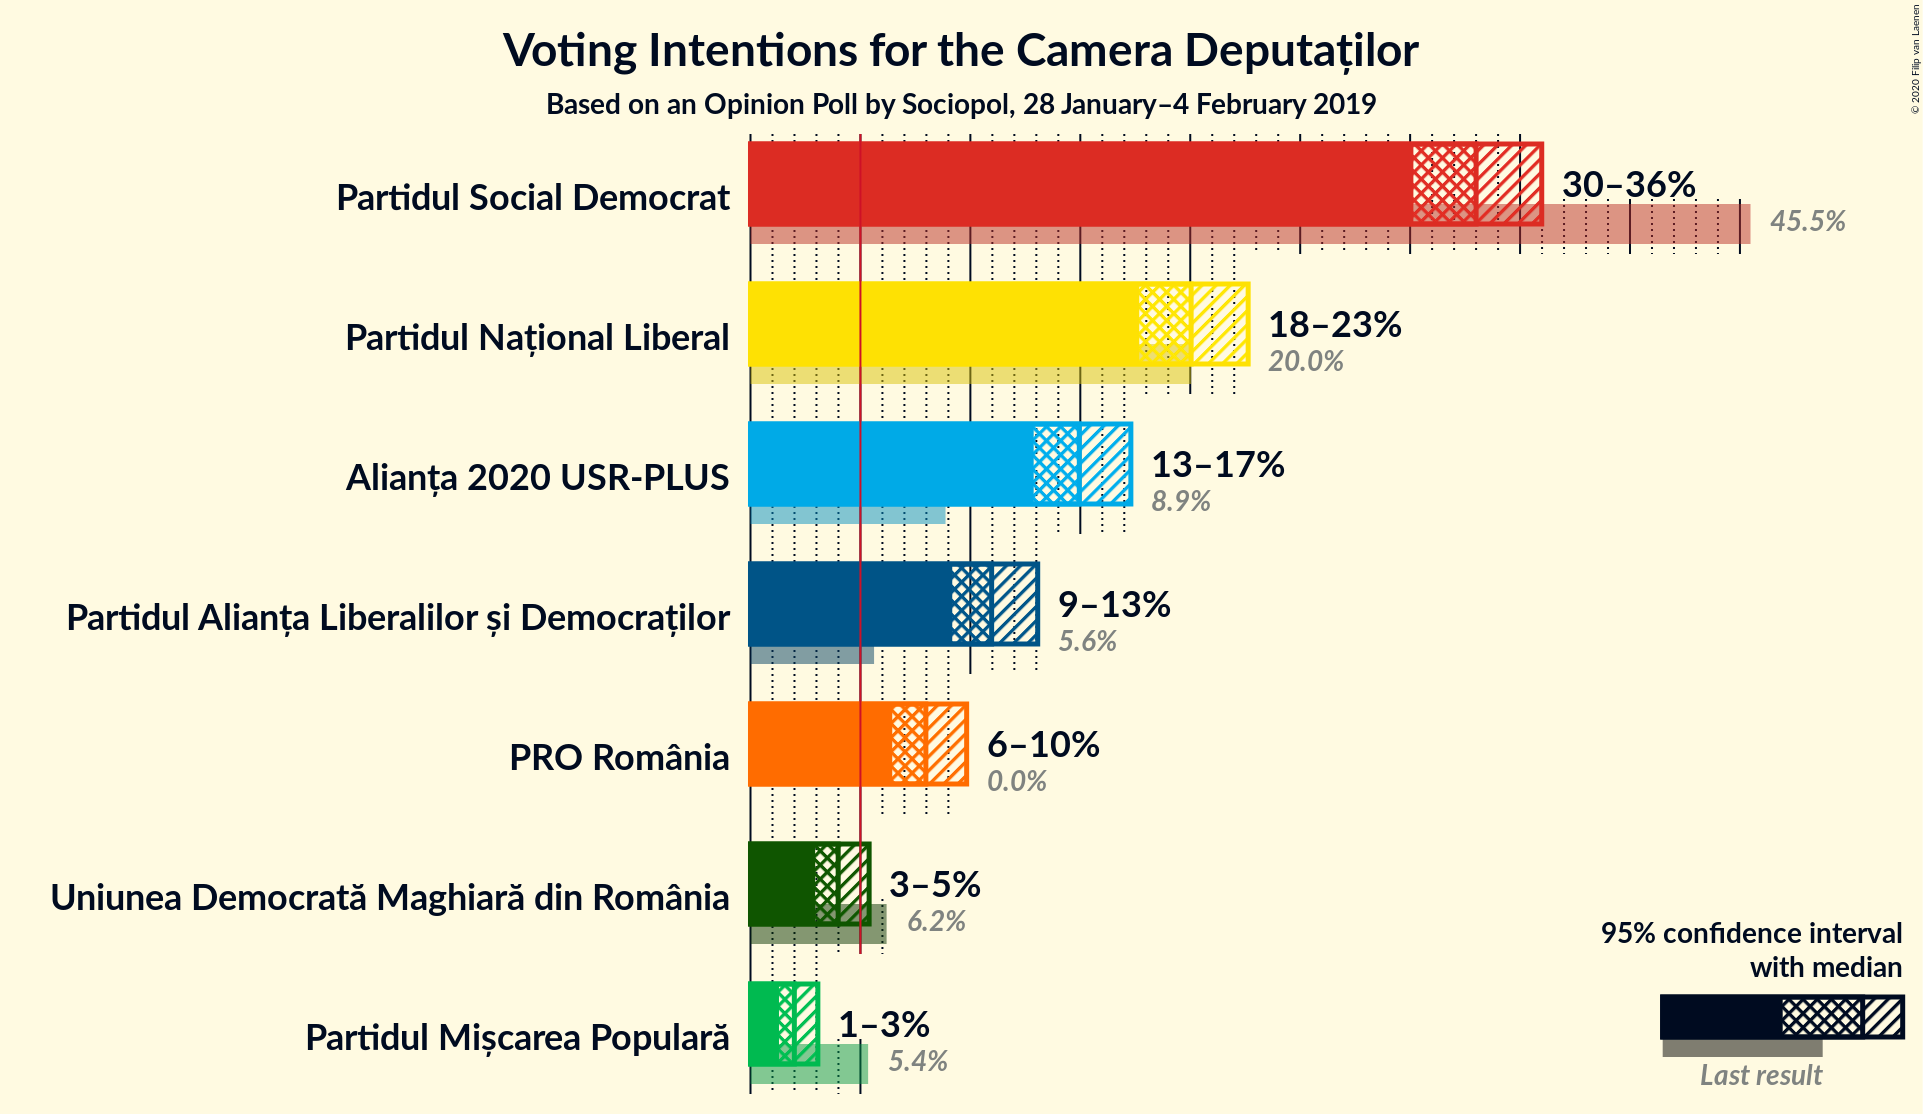 Voting Intentions for the Camera Deputaților
Based on an Opinion Poll by Sociopol, 28 January–4 February 2019
© 2020 Filip van Laenen
Partidul Social Democrat
30–36%
45.5%
Partidul Național Liberal
18–23%
20.0%
Alianța 2020 USR-PLUS
13–17%
8.9%
Partidul Alianța Liberalilor și Democraților
9–13%
5.6%
PRO România
6–10%
0.0%
Uniunea Democrată Maghiară din România
3–5%
6.2%
Partidul Mișcarea Populară
1–3%
5.4%
95% confidence interval
with median
Last result